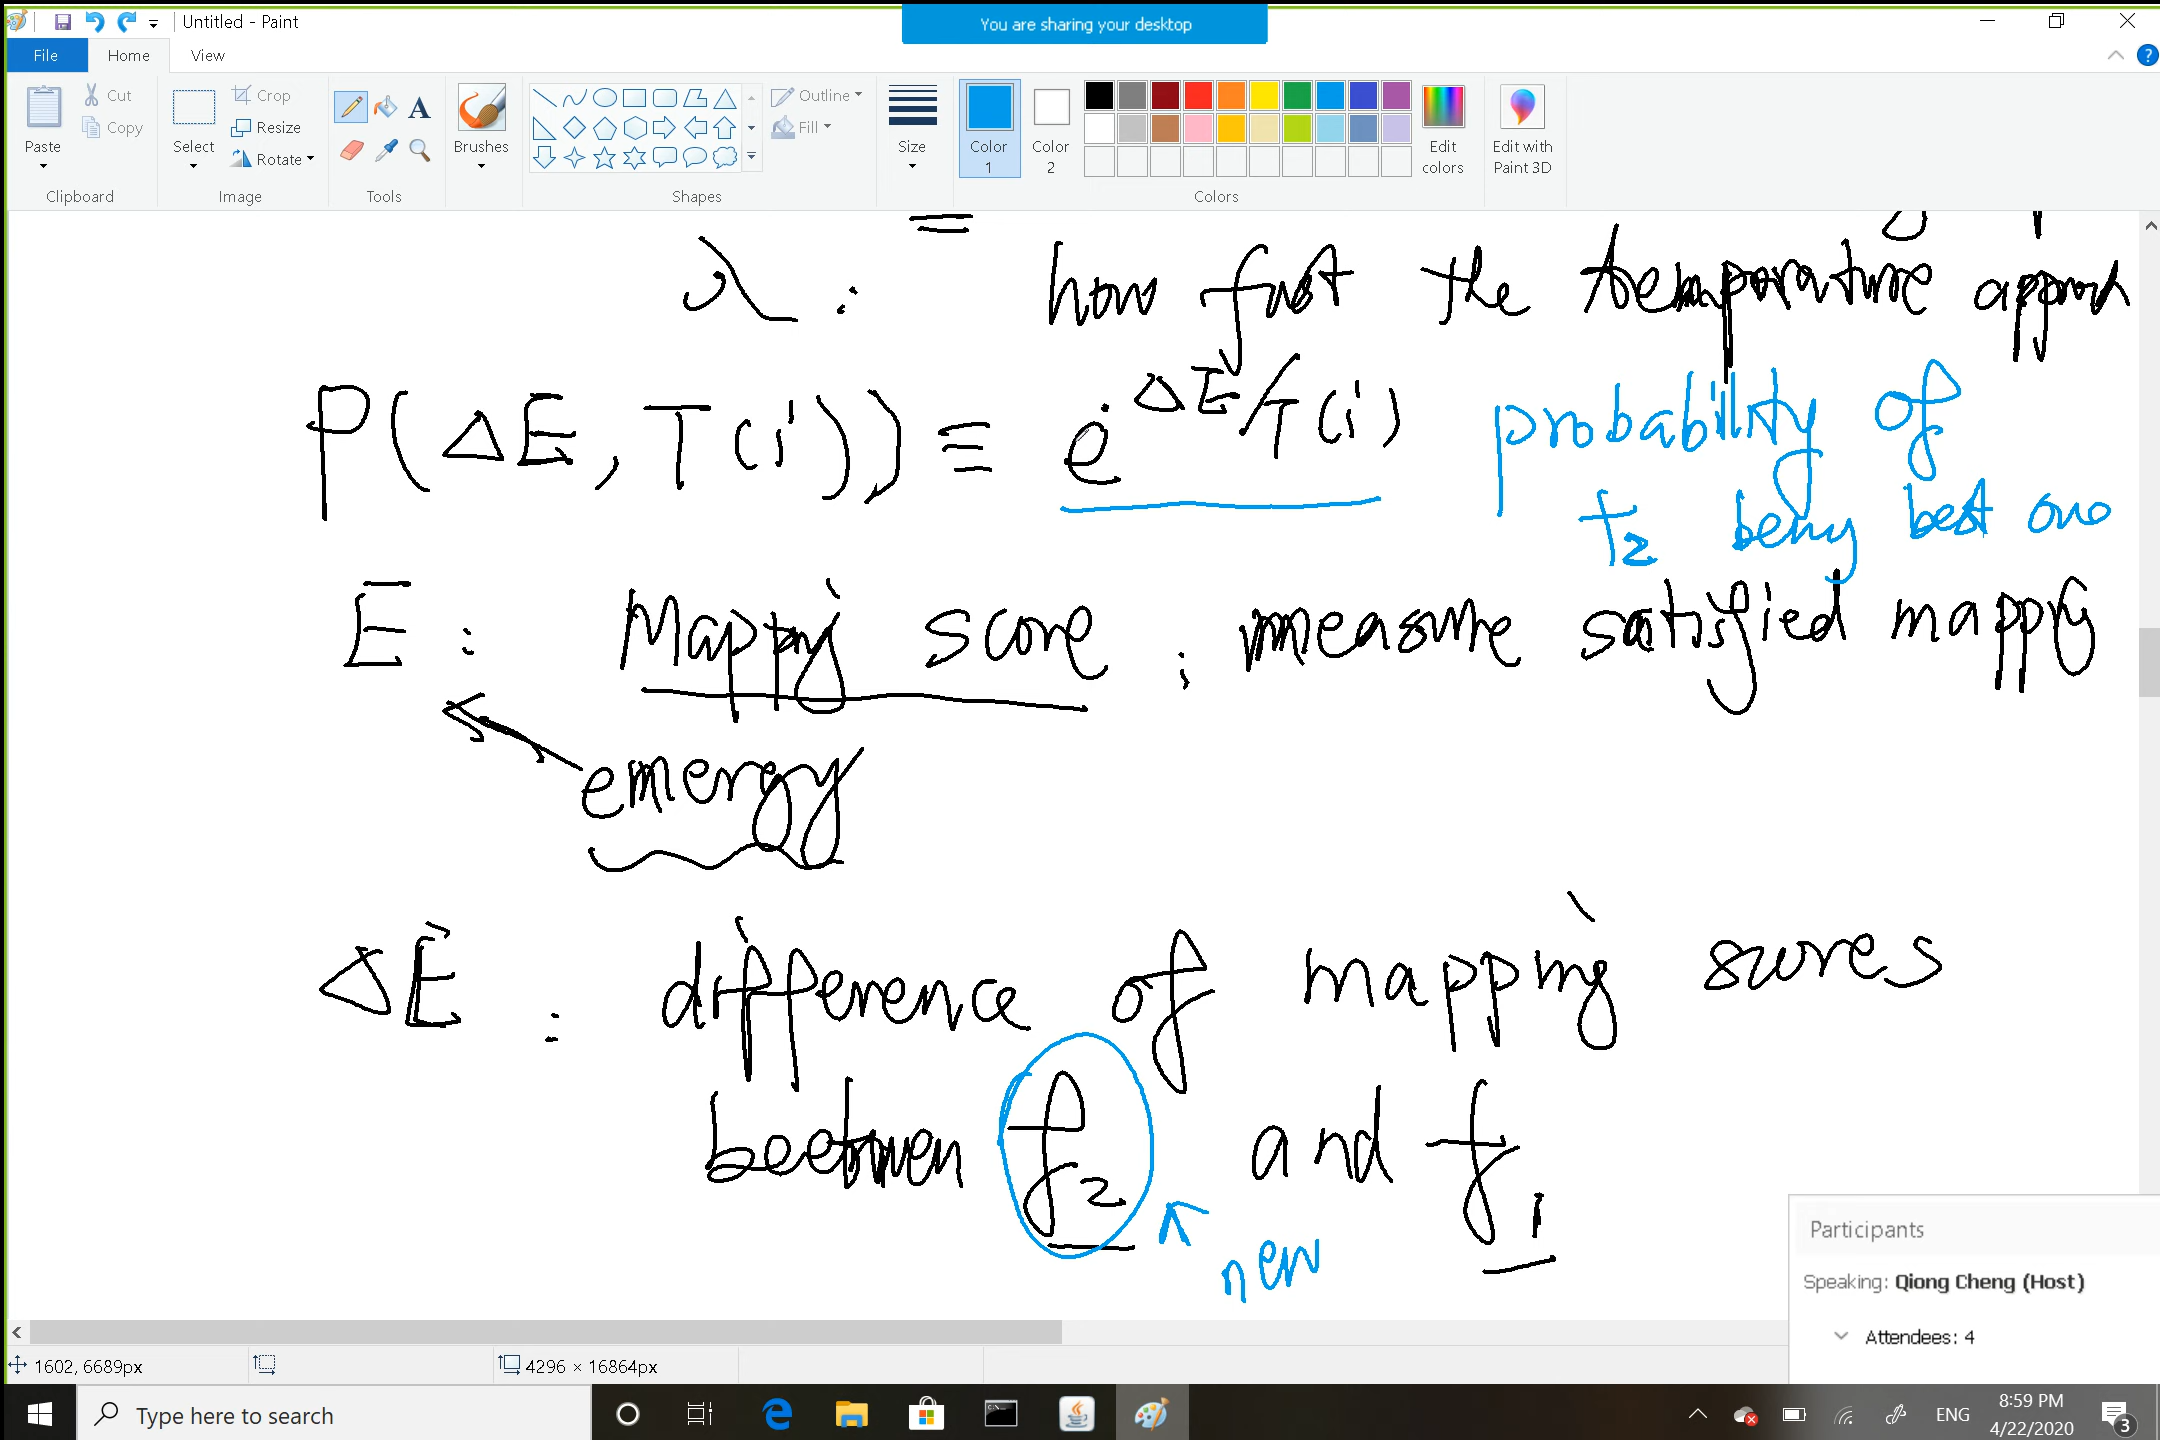 Untitled - Paint
You are sharing your desktop
File Home View
Cut
Copy
Paste
Clipboard
Crop
Resize
Rotate
Select
Image
Tools
Brushes
Outline
Fill
Shapes
Size
Color 1
Color 2
Edit colors
Colors
Edit with Paint 3D
λ : how fast the temperature approach
P(ΔE, T(i)) ≡ e^ΔE/T(i) probability of
f2 being best one
E : Mapping score ; measure satisfied mapping
energy
ΔE : difference of mapping scores
between f2 and f1
new
Participants
Speaking: Qiong Cheng (Host)
Attendees: 4
1602, 6689px
4296 × 16864px
Type here to search
ENG
8:59 PM
4/22/2020
3